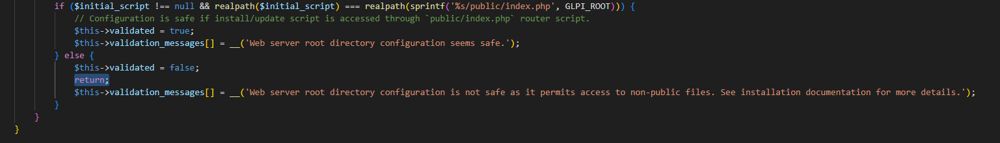 if ($initial_script !== null && realpath($initial_script) === realpath(sprintf('%s/public/index.php', GLPI_ROOT))) {
// Configuration is safe if install/update script is accessed through `public/index.php` router script.
$this->validated = true;
$this->validation_messages[] = __('Web server root directory configuration seems safe.');
} else {
$this->validated = false;
return;
$this->validation_messages[] = __('Web server root directory configuration is not safe as it permits access to non-public files. See installation documentation for more details.');
}
}
}